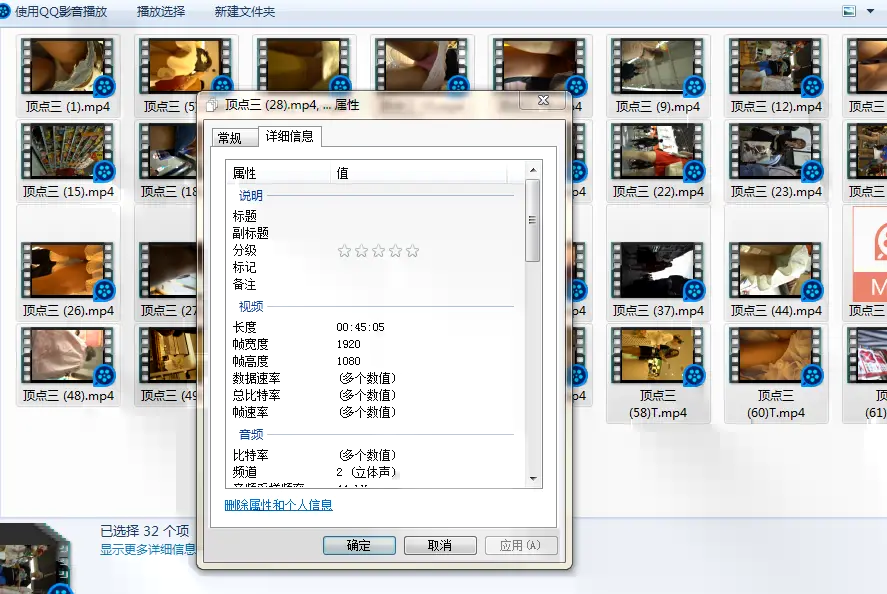 使用QQ影音播放 播放选择 新建文件夹
顶点三 (1).mp4
顶点三 (9).mp4 顶点三 (12).mp4 顶点三
顶点三 (28).mp4, ... 属性
常规 详细信息
属性 值
说明
标题
副标题
分级
标记
备注
视频
长度 00:45:05
帧宽度 1920
帧高度 1080
数据速率 (多个数值)
总比特率 (多个数值)
帧速率 (多个数值)
音频
比特率 (多个数值)
频道 2 (立体声)
删除属性和个人信息
确定 取消 应用(A)
顶点三 (15).mp4 顶点三 (18
顶点三 (22).mp4 顶点三 (23).mp4 顶点三
顶点三 (26).mp4 顶点三 (27
顶点三 (37).mp4 顶点三 (44).mp4 顶点三
顶点三 (48).mp4 顶点三 (49
顶点三 顶点三
(58)T.mp4 (60)T.mp4 (61)
已选择 32 个项
显示更多详细信息